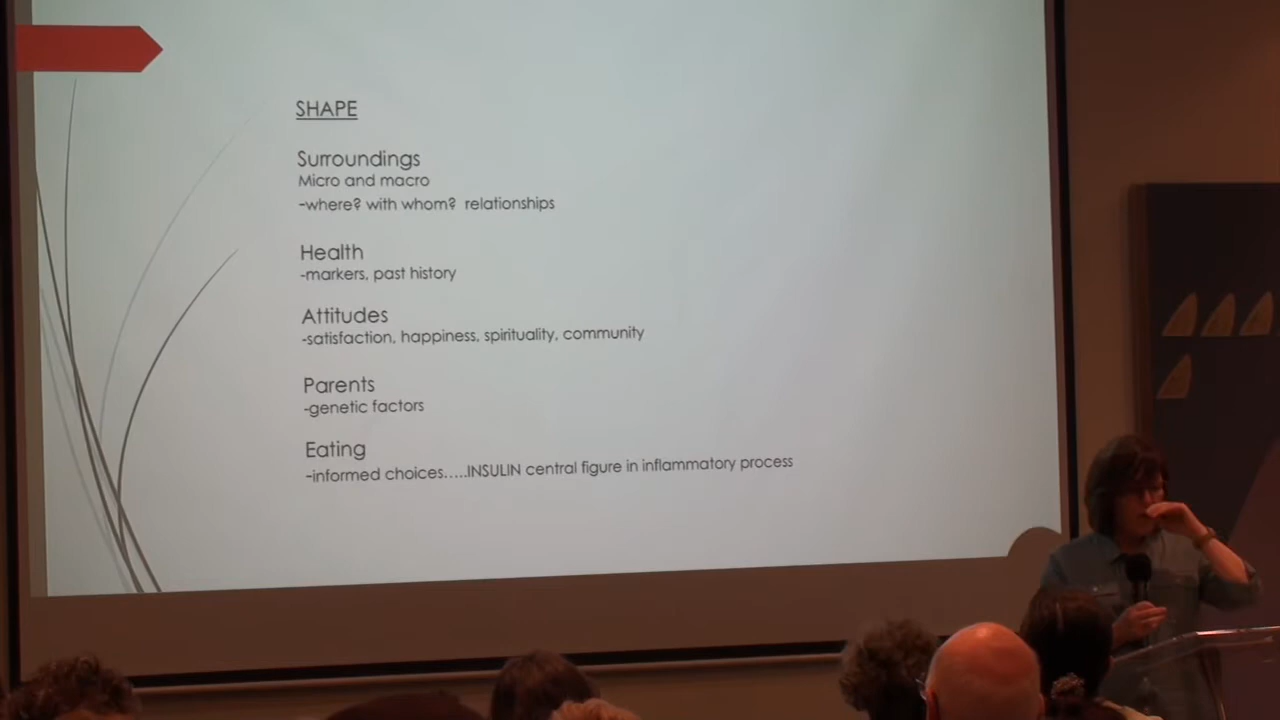 SHAPE
Surroundings
Micro and macro
-where? with whom?  relationships
Health
-markers, past history
Attitudes
-satisfaction, happiness, spirituality, community
Parents
-genetic factors
Eating
-informed choices.....INSULIN central figure in inflammatory process